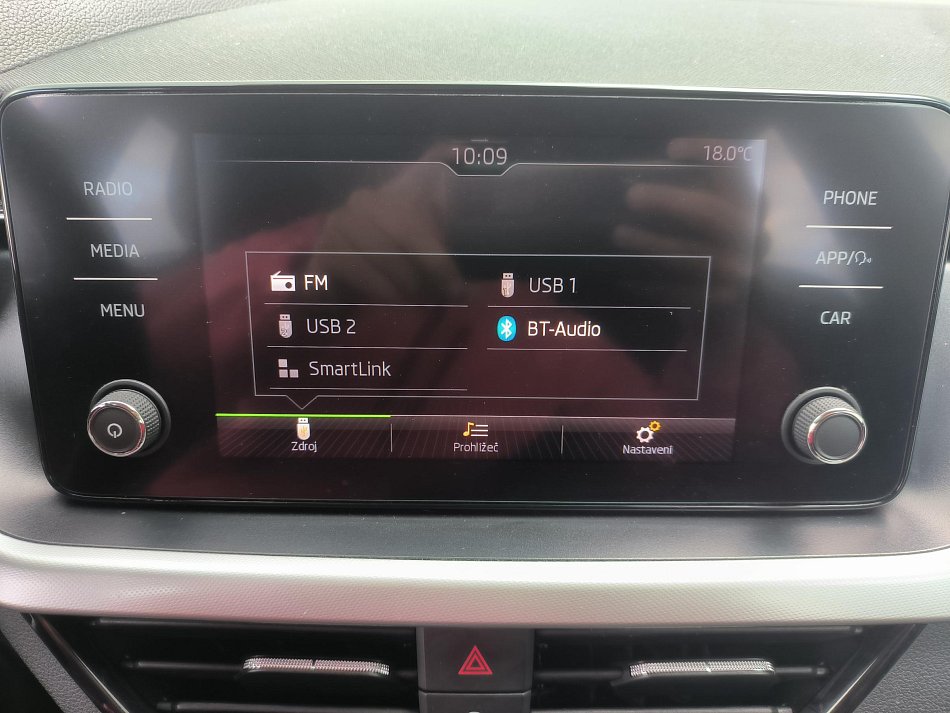 10:09
18.0°C
RADIO
MEDIA
MENU
PHONE
APP/
CAR
FM
USB 1
USB 2
BT-Audio
SmartLink
Zdroj
Prohlížeč
Nastavení